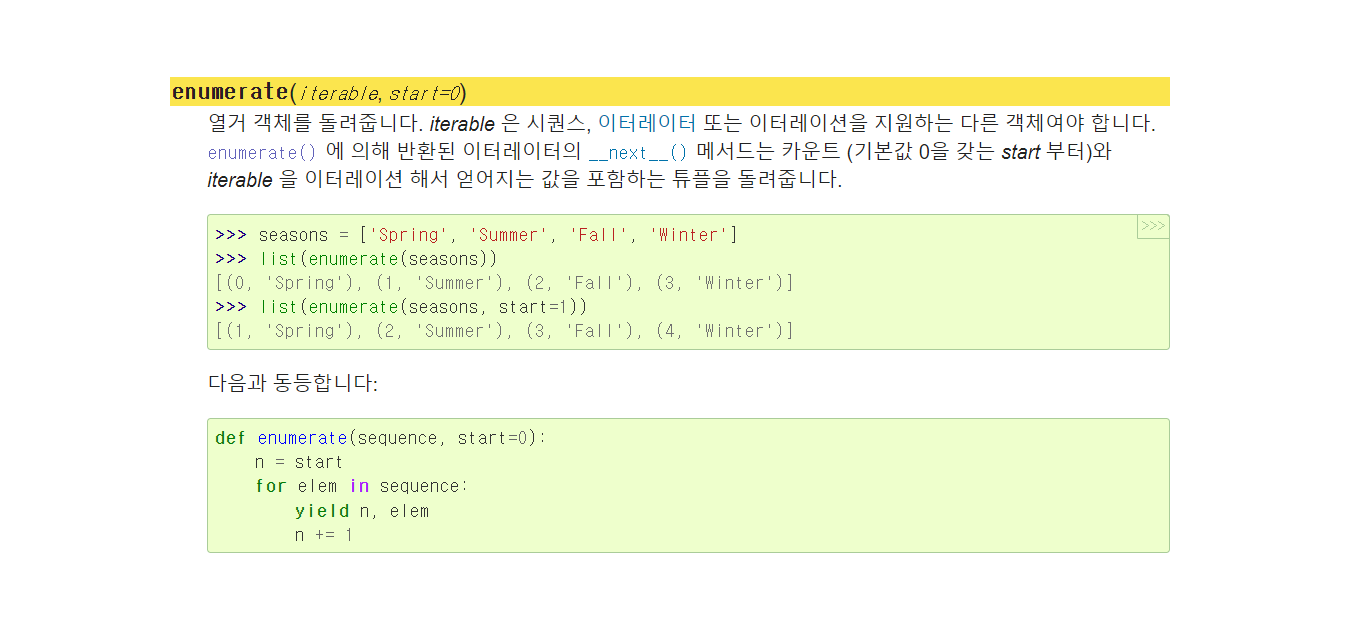 enumerate(iterable, start=0)
열거 객체를 돌려줍니다. iterable 은 시퀀스, 이터레이터 또는 이터레이션을 지원하는 다른 객체여야 합니다.
enumerate() 에 의해 반환된 이터레이터의 __next__() 메서드는 카운트 (기본값 0을 갖는 start 부터)와
iterable 을 이터레이션 해서 얻어지는 값을 포함하는 튜플을 돌려줍니다.
>>>
>>> seasons = ['Spring', 'Summer', 'Fall', 'Winter']
>>> list(enumerate(seasons))
[(0, 'Spring'), (1, 'Summer'), (2, 'Fall'), (3, 'Winter')]
>>> list(enumerate(seasons, start=1))
[(1, 'Spring'), (2, 'Summer'), (3, 'Fall'), (4, 'Winter')]
다음과 동등합니다:
def enumerate(sequence, start=0):
    n = start
    for elem in sequence:
        yield n, elem
        n += 1